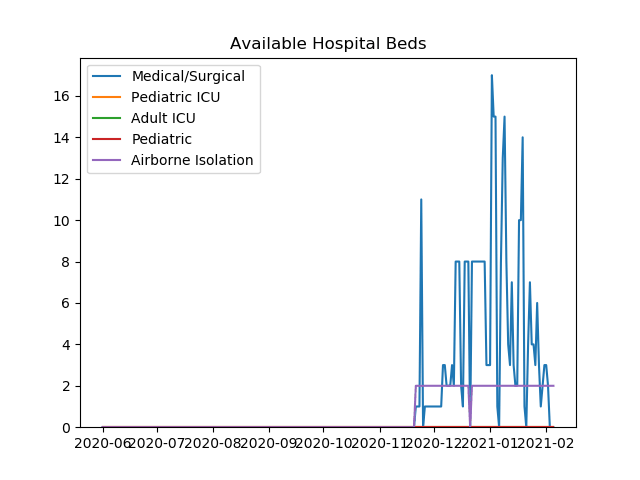 Available Hospital Beds
Medical/Surgical
Pediatric ICU
Adult ICU
Pediatric
Airborne Isolation
16
14
12
10
8
6
4
2
0
2020-06 2020-07 2020-08 2020-09 2020-10 2020-11 2020-12 2021-01 2021-02